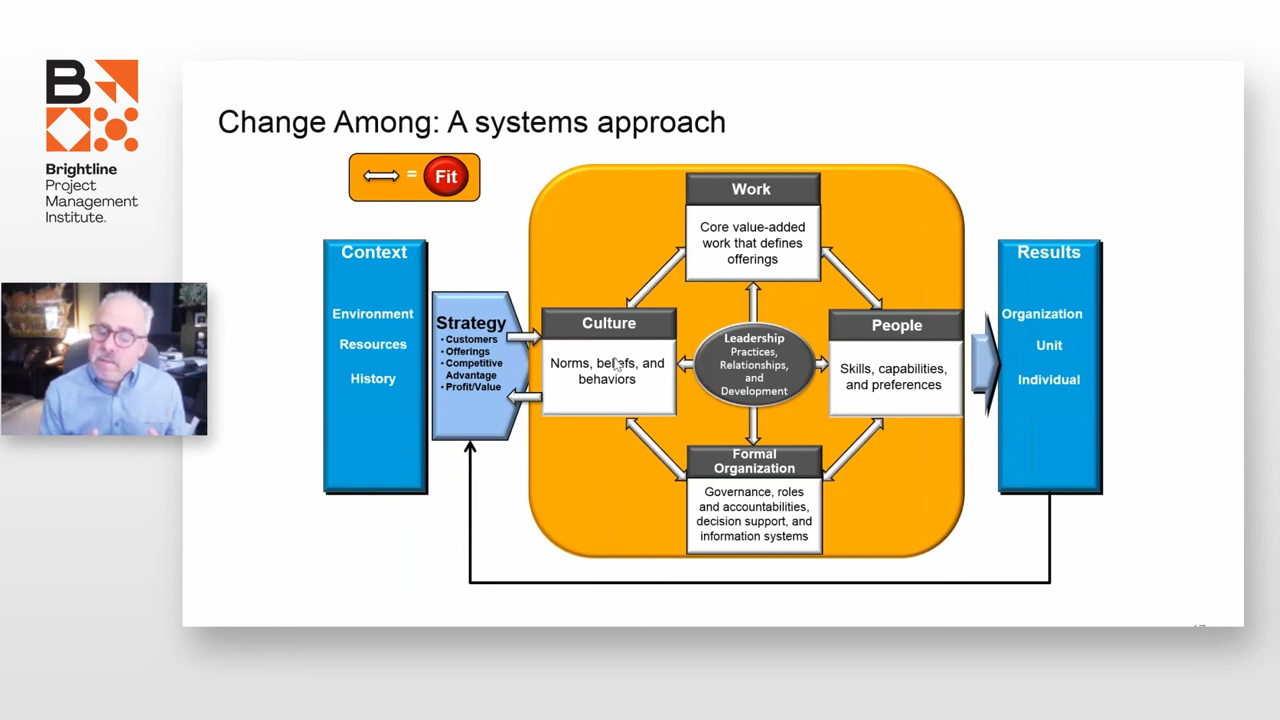 B
Brightline
Project
Management
Institute.
Change Among: A systems approach
= Fit
Context
Environment
Resources
History
Strategy
• Customers
• Offerings
• Competitive
Advantage
• Profit/Value
Work
Core value-added
work that defines
offerings
Culture
Norms, beliefs, and
behaviors
Leadership
Practices,
Relationships,
and
Development
People
Skills, capabilities,
and preferences
Formal
Organization
Governance, roles
and accountabilities,
decision support, and
information systems
Results
Organization
Unit
Individual